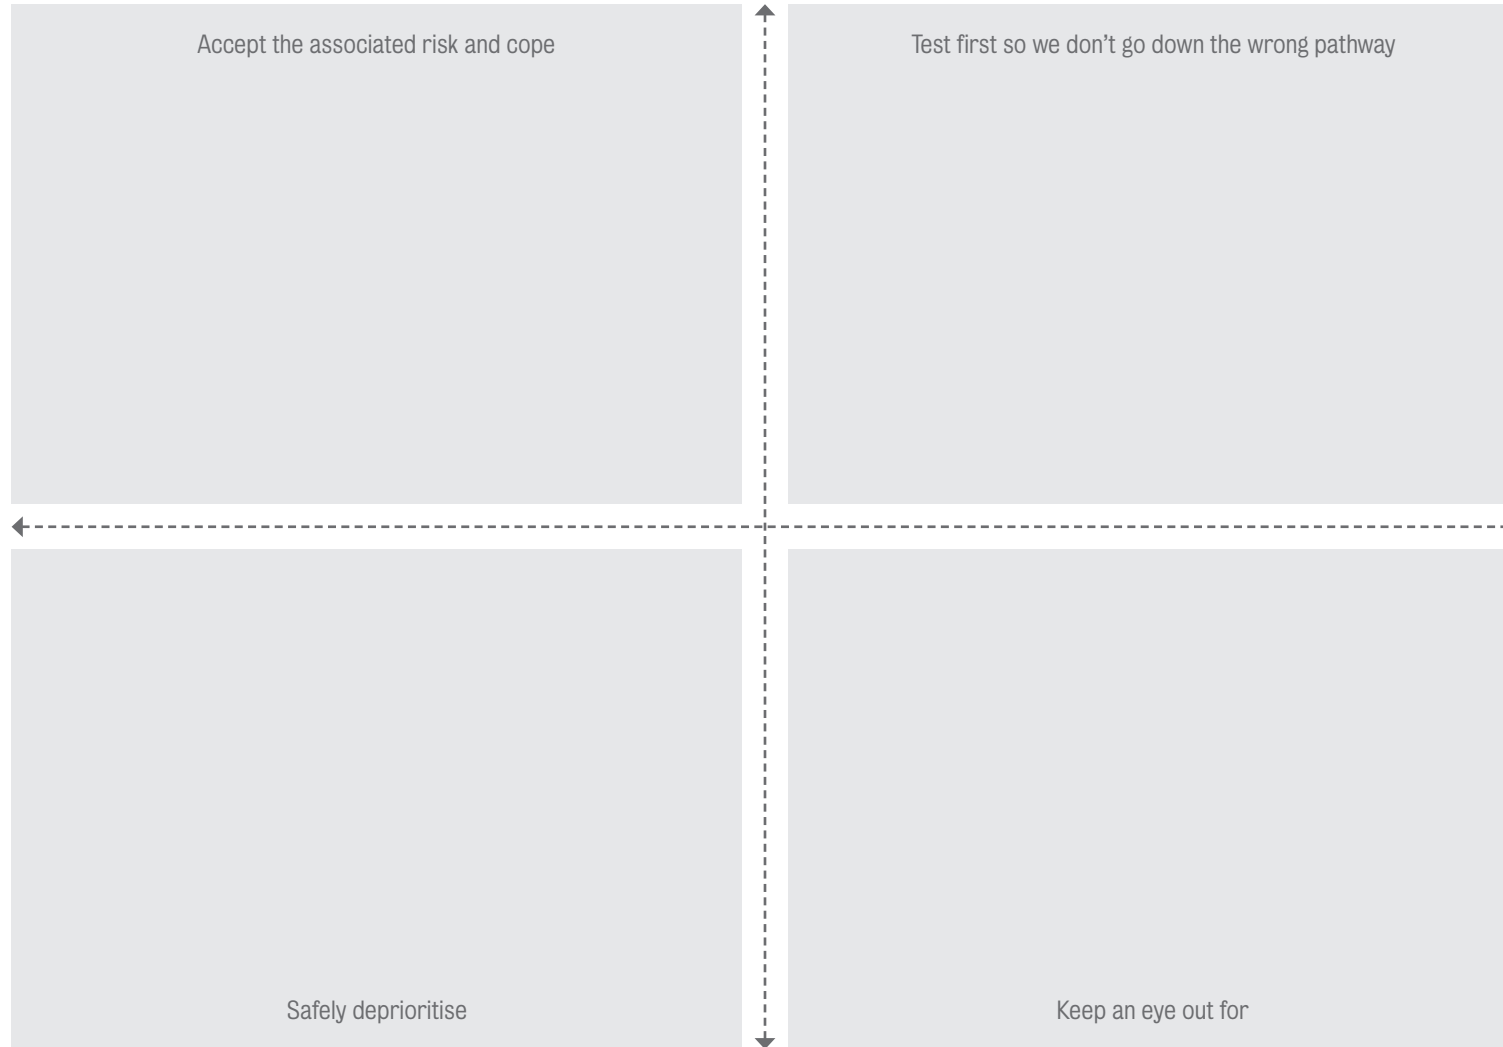 Accept the associated risk and cope
Test first so we don’t go down the wrong pathway
Safely deprioritise
Keep an eye out for